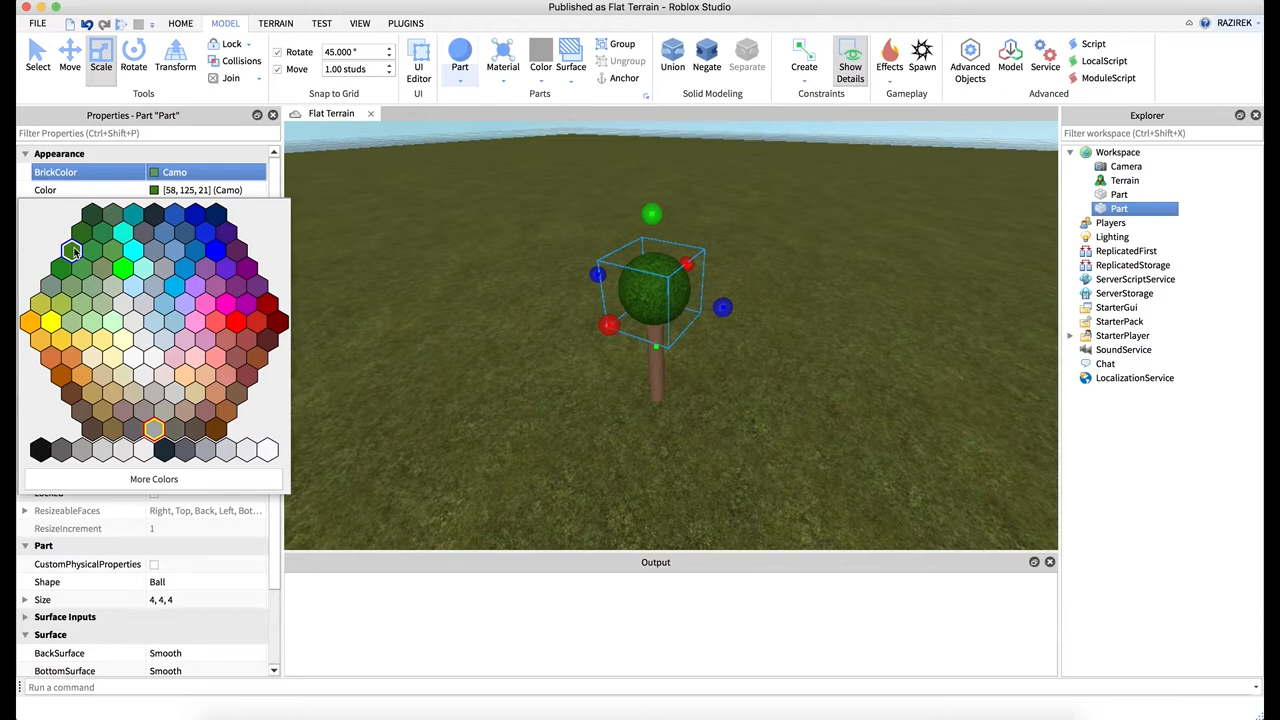 Published as Flat Terrain - Roblox Studio
FILE HOME MODEL TERRAIN TEST VIEW PLUGINS RAZIREK
Select Move Scale Rotate Transform
Lock
Collisions
Join
Tools
Rotate 45.000 °
Move 1.00 studs
Snap to Grid
UI
Editor
UI
Part Material Color Surface
Group
Ungroup
Anchor
Parts
Union Negate Separate
Solid Modeling
Create Show
Details
Constraints
Effects Spawn
Gameplay
Advanced
Objects
Model Service
Script
LocalScript
ModuleScript
Advanced
Properties - Part "Part"
Filter Properties (Ctrl+Shift+P)
Appearance
BrickColor Camo
Color [58, 125, 21] (Camo)
More Colors
ResizeableFaces Right, Top, Back, Left, Bot...
ResizeIncrement 1
Part
CustomPhysicalProperties
Shape Ball
Size 4, 4, 4
Surface Inputs
Surface
BackSurface Smooth
BottomSurface Smooth
Flat Terrain
Output
Explorer
Filter workspace (Ctrl+Shift+X)
Workspace
Camera
Terrain
Part
Part
Players
Lighting
ReplicatedFirst
ReplicatedStorage
ServerScriptService
ServerStorage
StarterGui
StarterPack
StarterPlayer
SoundService
Chat
LocalizationService
Run a command